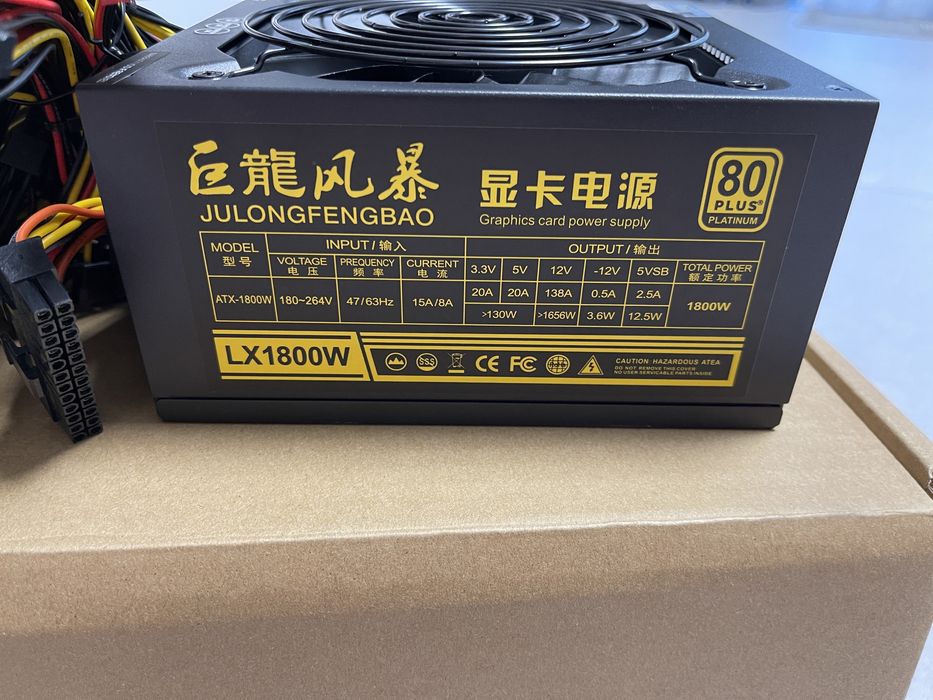 巨龍风暴
JULONGFENGBAO
显卡电源
Graphics card power supply
80
PLUS®
PLATINUM
MODEL
型号
INPUT/输入
OUTPUT/输出
VOLTAGE
电压
PREQUENCY
频率
CURRENT
电流
3.3V 5V 12V -12V 5VSB
TOTAL POWER
额定功率
ATX-1800W 180~264V 47/63Hz 15A/8A
20A 20A 138A 0.5A 2.5A
>130W >1656W 3.6W 12.5W
1800W
LX1800W
SSS
CE FC
CAUTION: HAZARDOUS ATEA
DO NOT REMOVE THIS COVER
NO USER SERVICABLE PARTS INSIDE